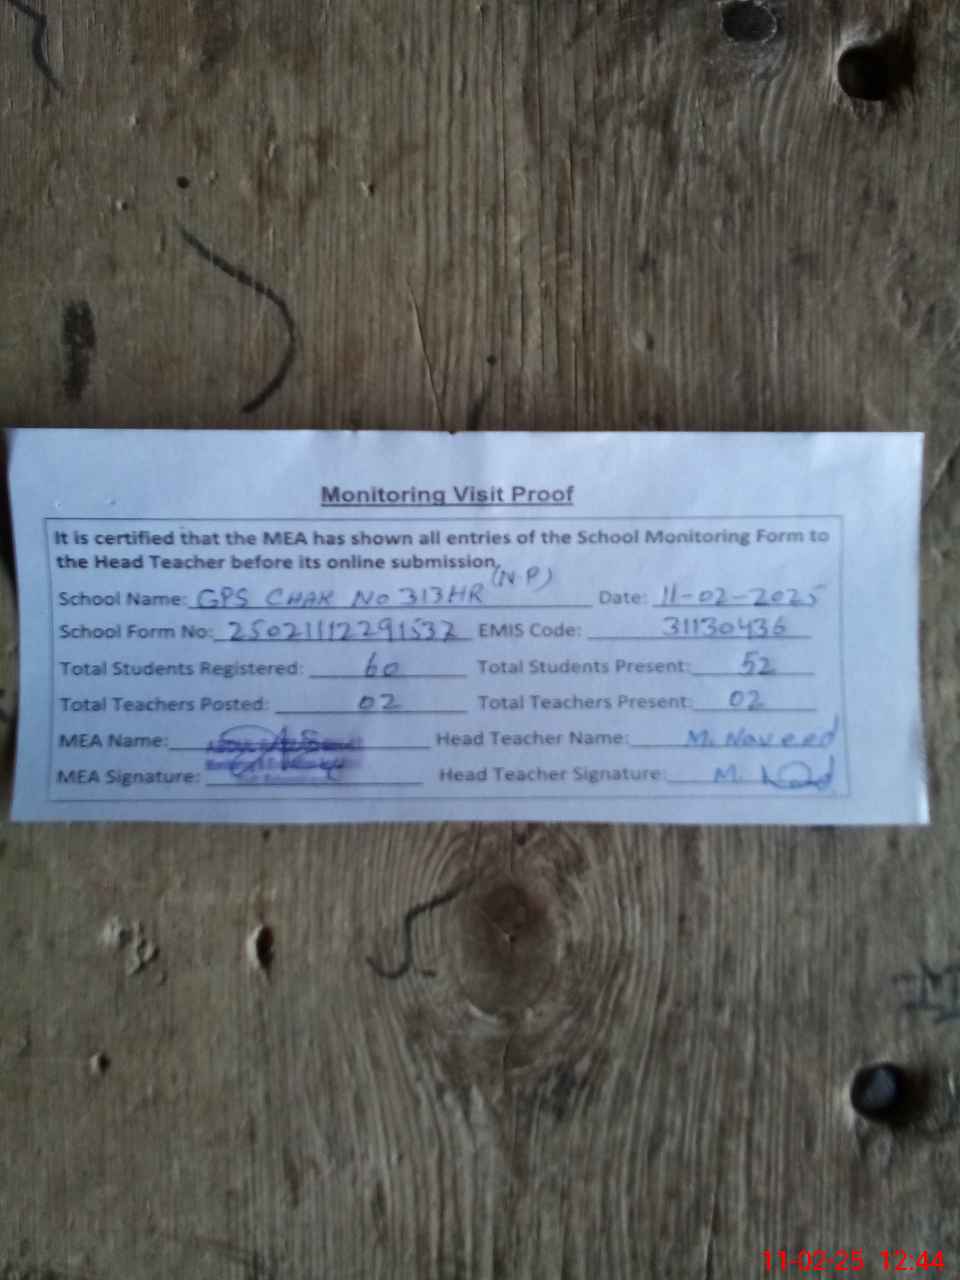 Monitoring Visit Proof
It is certified that the MEA has shown all entries of the School Monitoring Form to
the Head Teacher before its online submission.
School Name: GPS CHAK No 313HR (N.P) Date: 11-02-2025
School Form No: 25021112291537 EMIS Code: 31130436
Total Students Registered: 60 Total Students Present: 52
Total Teachers Posted: 02 Total Teachers Present: 02
MEA Name: Head Teacher Name: M. Naveed
MEA Signature: Head Teacher Signature: M.
11-02-25 12:44